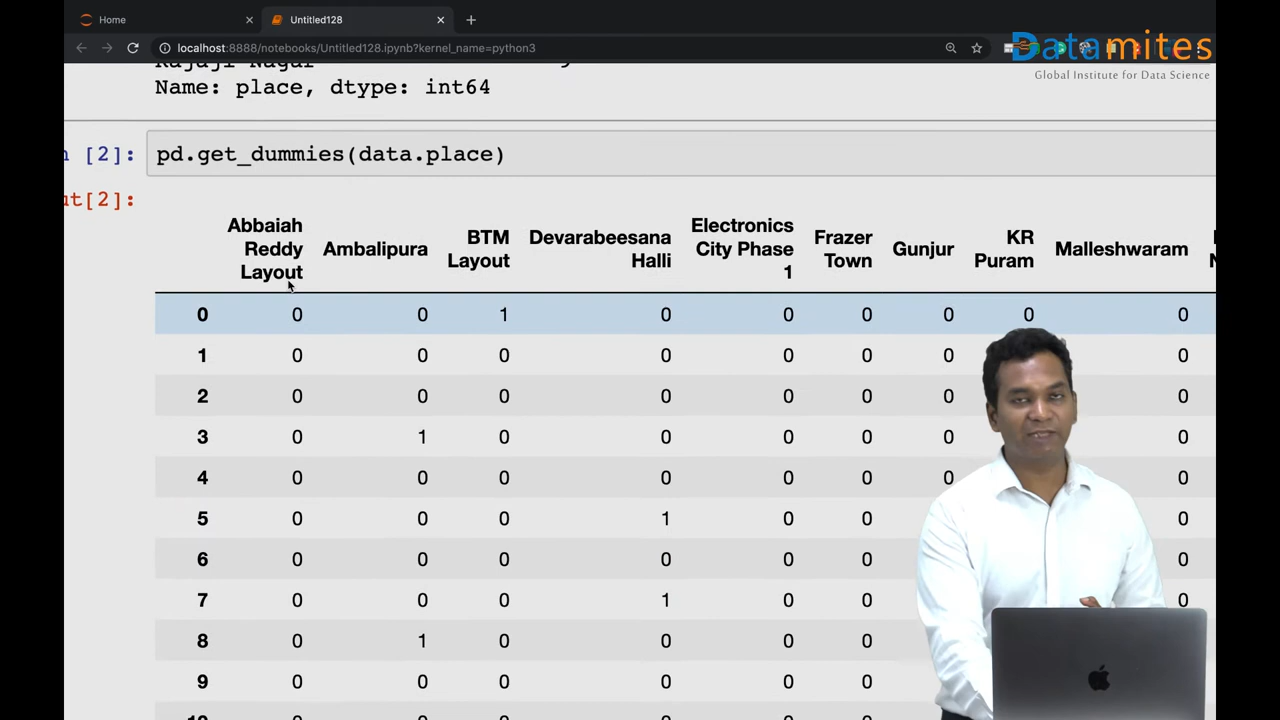 Home
Untitled128
localhost:8888/notebooks/Untitled128.ipynb?kernel_name=python3
Datamites
Global Institute for Data Science
Rajaji Nagar
Name: place, dtype: int64
[2]: pd.get_dummies(data.place)
ut[2]:
Abbaiah Reddy Layout Ambalipura BTM Layout Devarabeesana Halli Electronics City Phase 1 Frazer Town Gunjur KR Puram Malleshwaram
0 0 0 1 0 0 0 0 0 0
1 0 0 0 0 0 0 0 0
2 0 0 0 0 0 0 0 0
3 0 1 0 0 0 0 0 0
4 0 0 0 0 0 0 0 0
5 0 0 0 1 0 0 0
6 0 0 0 0 0 0 0
7 0 0 0 1 0 0 0
8 0 1 0 0 0 0 0
9 0 0 0 0 0 0 0